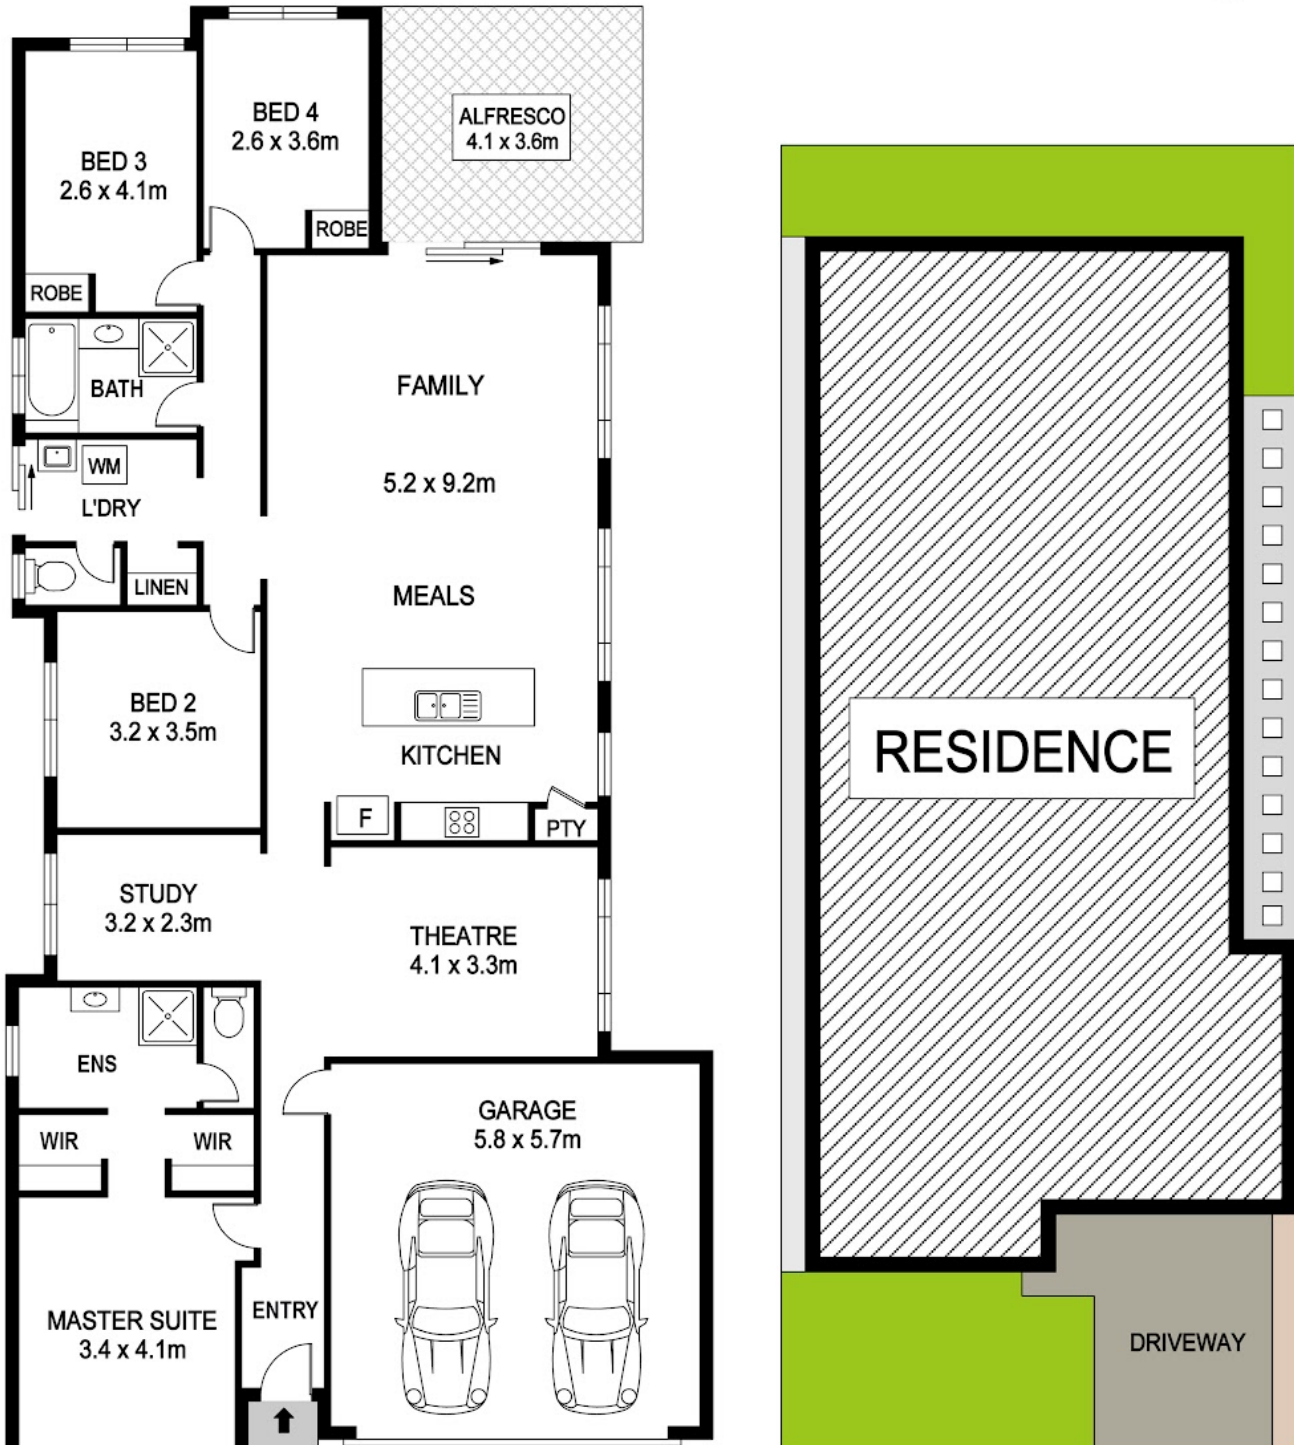 BED 4
2.6 x 3.6m
ALFRESCO
4.1 x 3.6m
BED 3
2.6 x 4.1m
ROBE
ROBE
BATH
FAMILY
5.2 x 9.2m
WM
L'DRY
LINEN
MEALS
BED 2
3.2 x 3.5m
KITCHEN
F
PTY
STUDY
3.2 x 2.3m
THEATRE
4.1 x 3.3m
ENS
WIR
WIR
GARAGE
5.8 x 5.7m
MASTER SUITE
3.4 x 4.1m
ENTRY
RESIDENCE
DRIVEWAY